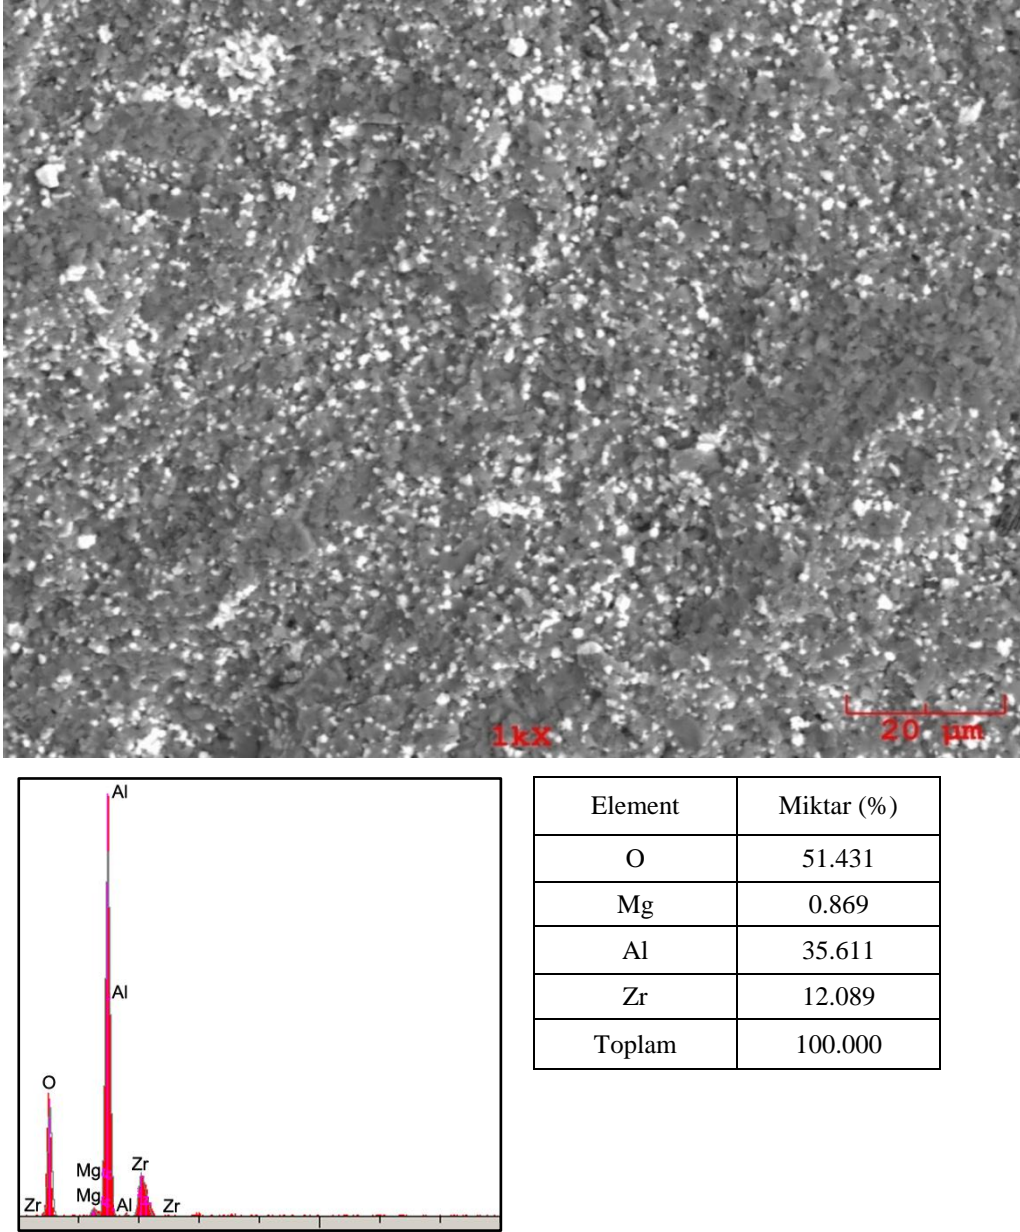 1kX
20 µm
Al
Al
O
Mg
Zr
Mg
Zr
Al
Zr
Element Miktar (%)
O 51.431
Mg 0.869
Al 35.611
Zr 12.089
Toplam 100.000